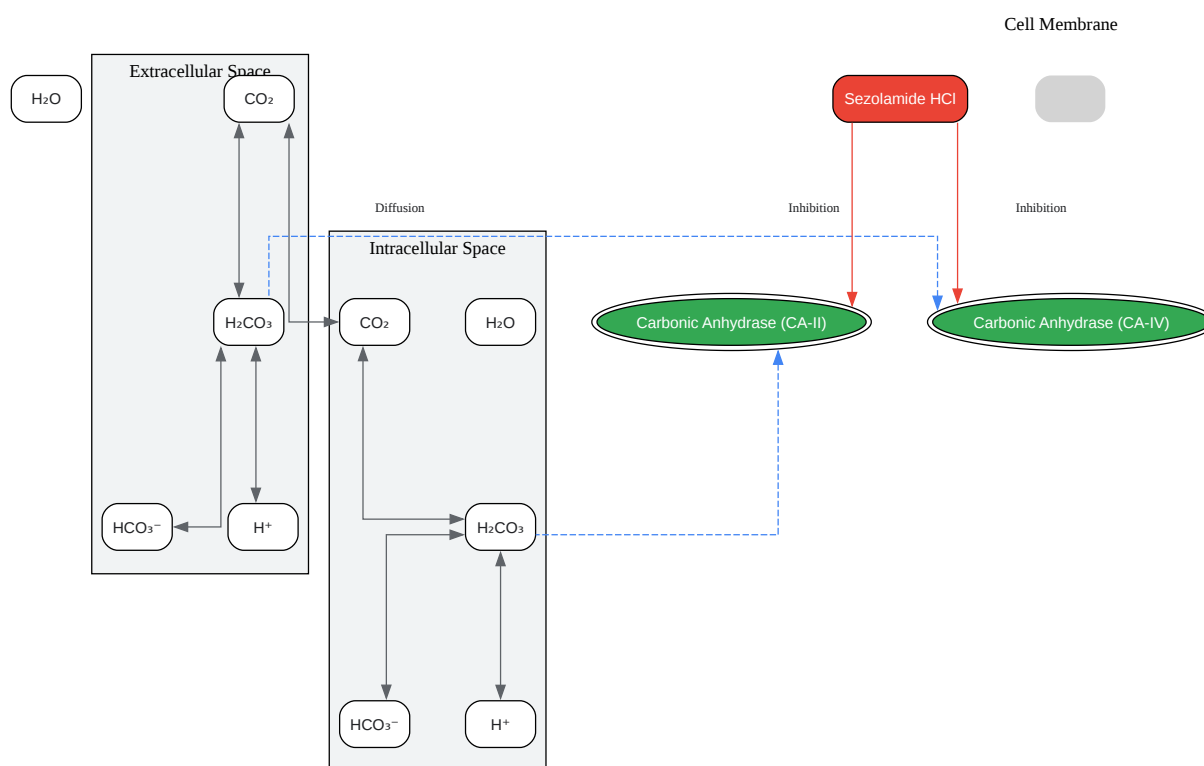 Cell Membrane
Extracellular Space
H₂O
CO₂
Sezolamide HCl
Diffusion
Inhibition
Inhibition
Intracellular Space
H₂CO₃
CO₂
H₂O
Carbonic Anhydrase (CA-II)
Carbonic Anhydrase (CA-IV)
HCO₃⁻
H⁺
H₂CO₃
HCO₃⁻
H⁺